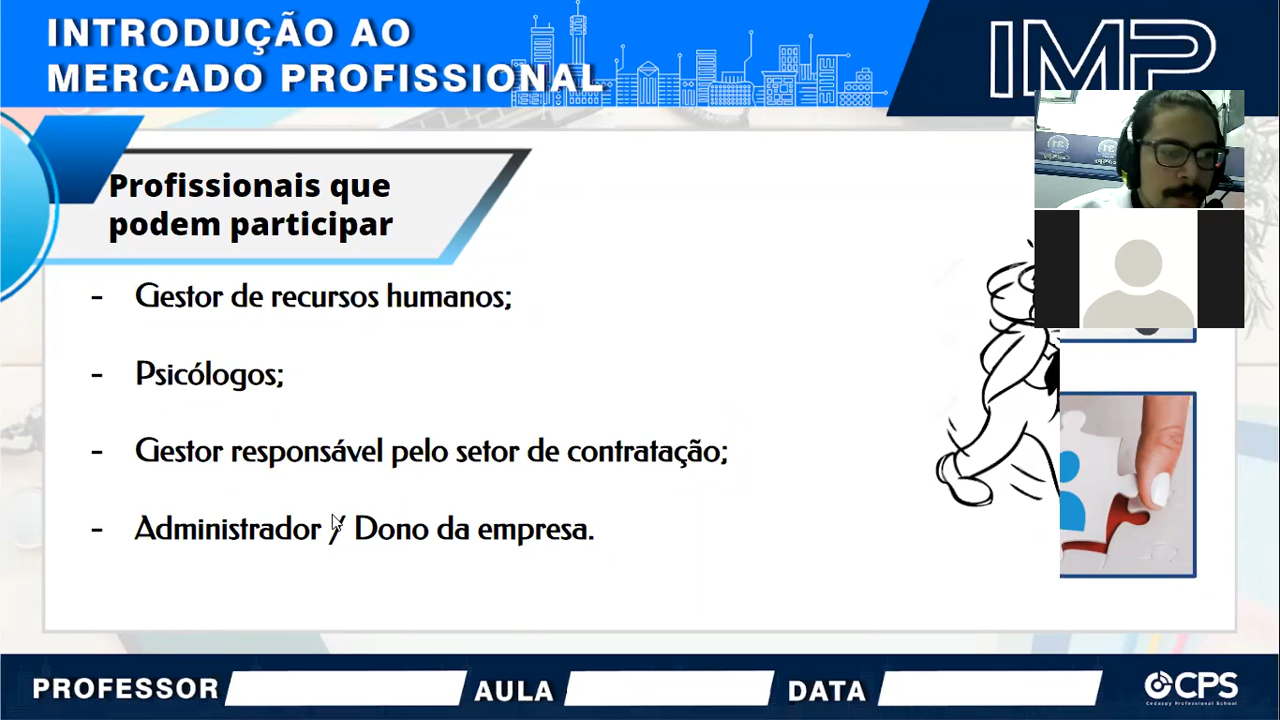 INTRODUÇÃO AO
MERCADO PROFISSIONAL
IMP
Profissionais que
podem participar
- Gestor de recursos humanos;
- Psicólogos;
- Gestor responsável pelo setor de contratação;
- Administrador / Dono da empresa.
PROFESSOR
AULA
DATA
CPS
Cedaspy Professional School